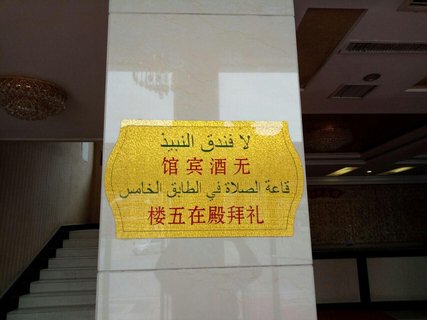 لا فندق النبيذ
无酒宾馆
قاعة الصلاة في الطابق الخامس
礼拜殿在五楼